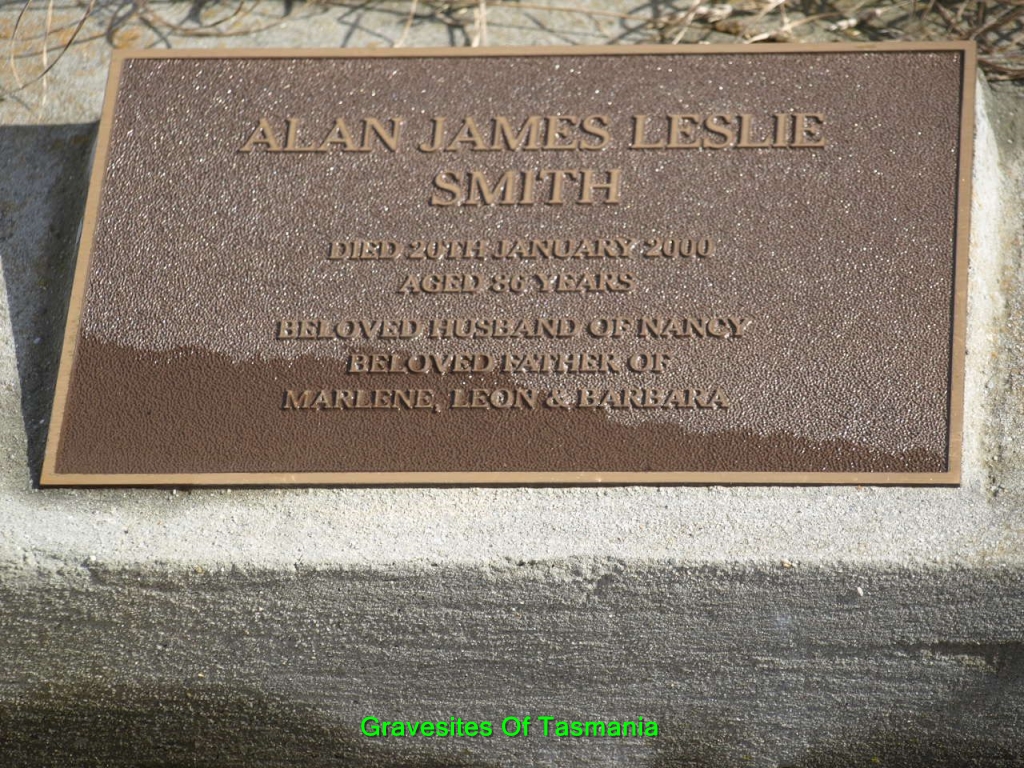 ALAN JAMES LESLIE
SMITH
DIED 20TH JANUARY 2000
AGED 86 YEARS
BELOVED HUSBAND OF NANCY
BELOVED FATHER OF
MARLENE, LEON & BARBARA
Gravesites Of Tasmania